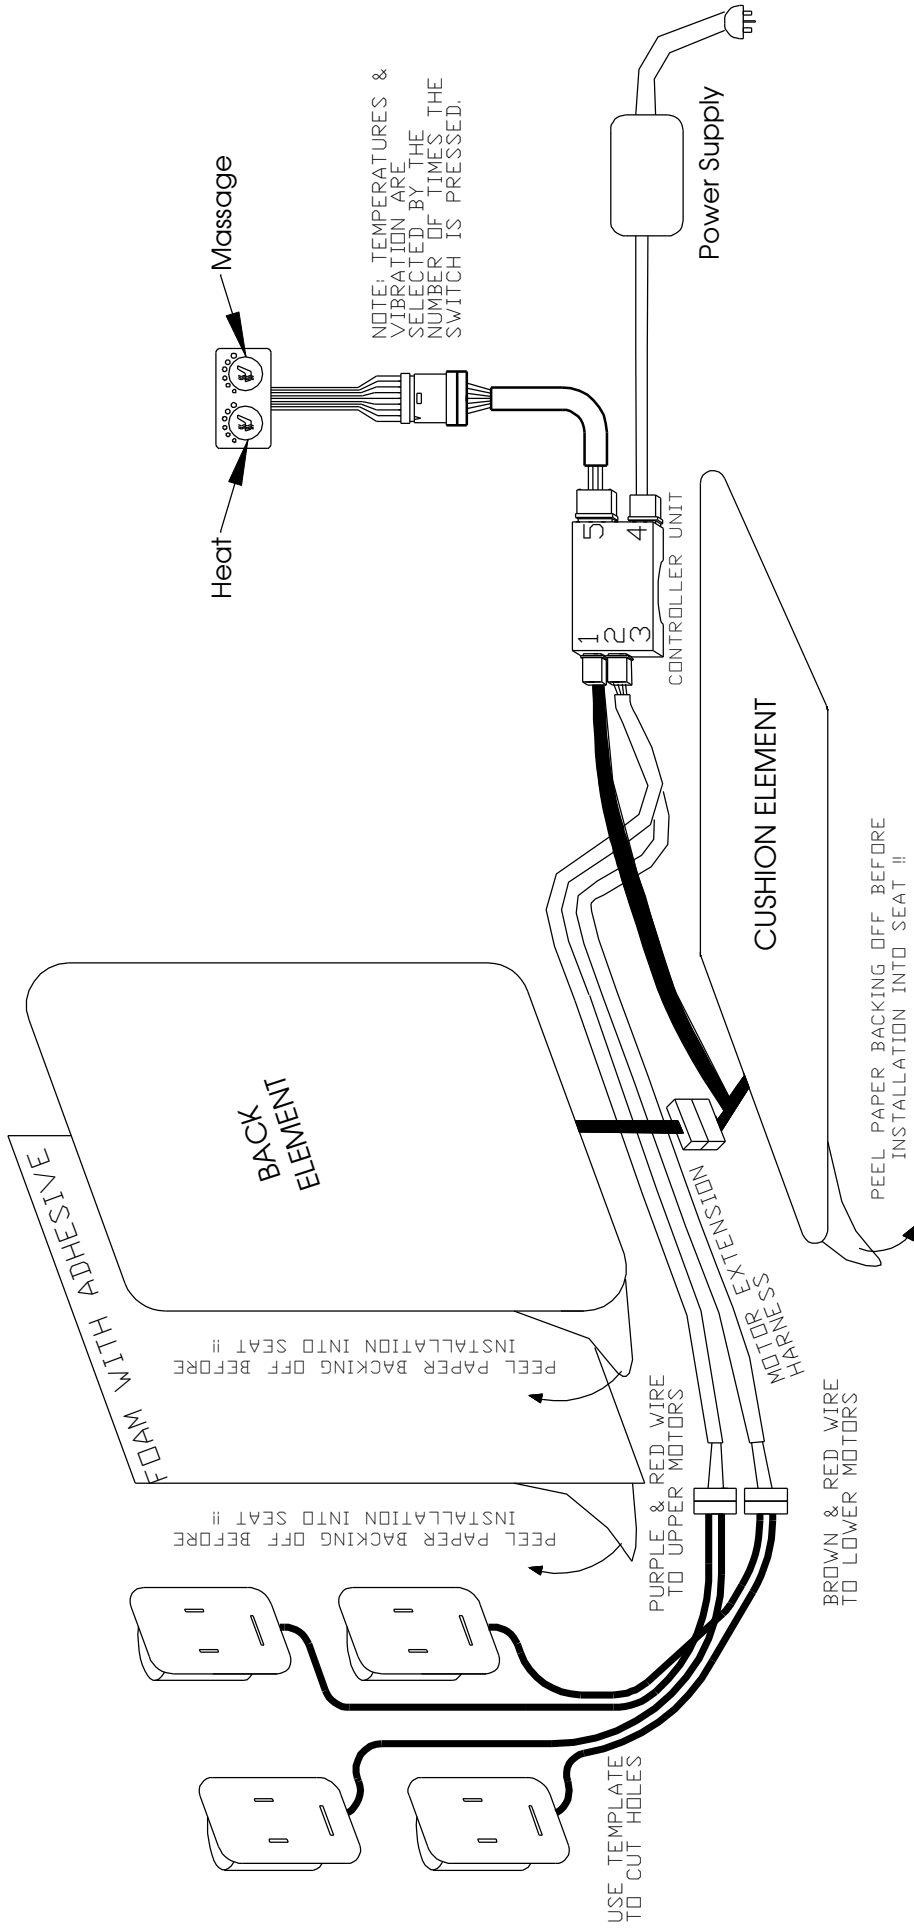 Heat
Massage
NOTE: TEMPERATURES &
VIBRATION ARE
SELECTED BY THE
NUMBER OF TIMES THE
SWITCH IS PRESSED.
Power Supply
1
2
3
5
4
CONTROLLER UNIT
CUSHION ELEMENT
PEEL PAPER BACKING OFF BEFORE
INSTALLATION INTO SEAT !!
BACK
ELEMENT
FOAM WITH ADHESIVE
PEEL PAPER BACKING OFF BEFORE
INSTALLATION INTO SEAT !!
PEEL PAPER BACKING OFF BEFORE
INSTALLATION INTO SEAT !!
MOTOR EXTENSION
HARNESS
PURPLE & RED WIRE
TO UPPER MOTORS
BROWN & RED WIRE
TO LOWER MOTORS
USE TEMPLATE
TO CUT HOLES